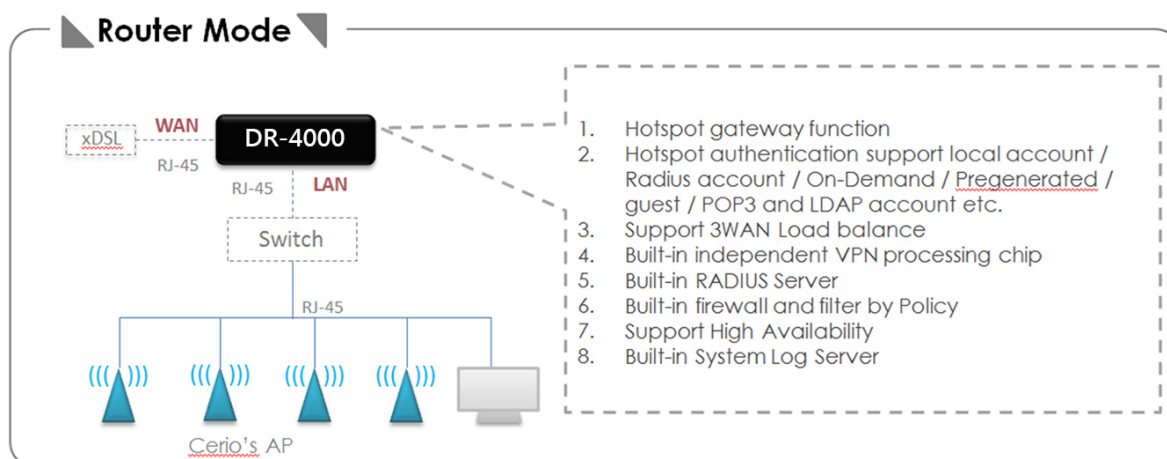 Router Mode
xDSL
WAN
RJ-45
DR-4000
RJ-45
LAN
Switch
RJ-45
Cerio's AP
1. Hotspot gateway function
2. Hotspot authentication support local account /
Radius account / On-Demand / Pregenerated /
guest / POP3 and LDAP account etc.
3. Support 3WAN Load balance
4. Built-in independent VPN processing chip
5. Built-in RADIUS Server
6. Built-in firewall and filter by Policy
7. Support High Availability
8. Built-in System Log Server